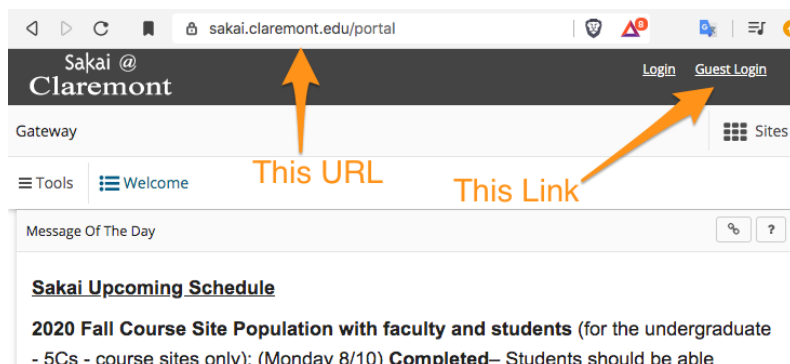 sakai.claremont.edu/portal
8
Sakai @
Claremont
Login Guest Login
Gateway
Sites
Tools
Welcome
This URL
This Link
Message Of The Day
?
Sakai Upcoming Schedule
2020 Fall Course Site Population with faculty and students (for the undergraduate
- 5Cs - course sites only): (Monday 8/10) Completed– Students should be able